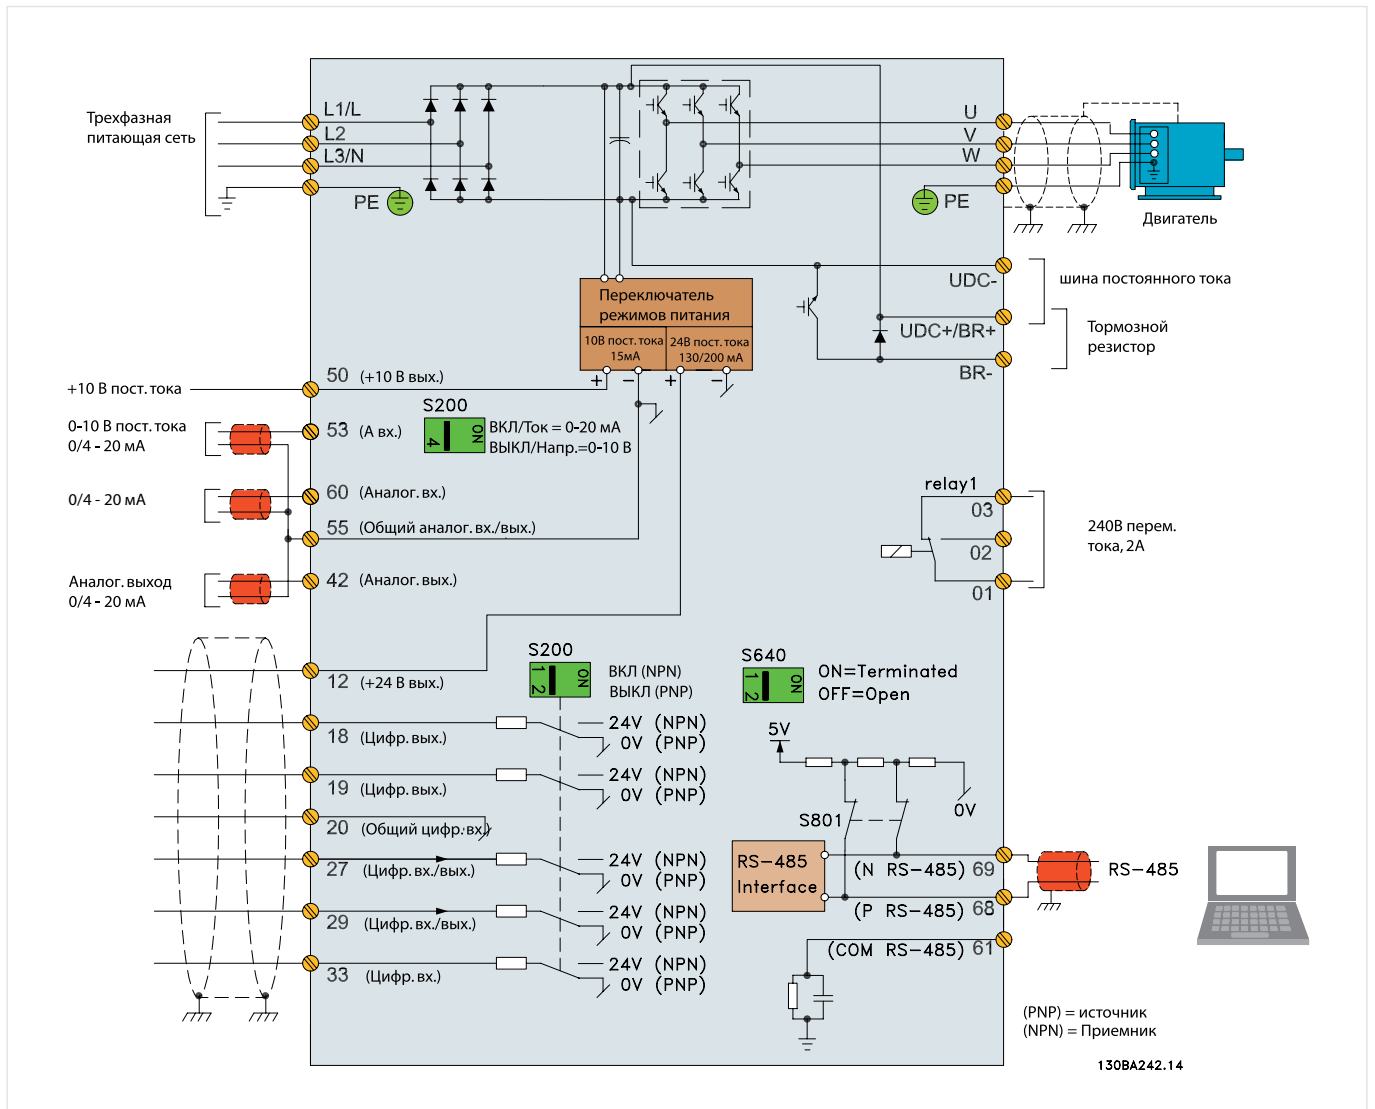 Трехфазная
питающая сеть
L1/L
L2
L3/N
PE
U
V
W
PE
Двигатель
UDC-
шина постоянного тока
UDC+/BR+
Тормозной
резистор
BR-
Переключатель
режимов питания
10В пост. тока
15мА
24В пост. тока
130/200 мА
+ − + −
+10 В пост. тока
50 (+10 В вых.)
0-10 В пост. тока
0/4 - 20 мА
53 (А вх.)
S200
4 ON
ВКЛ/Ток = 0-20 мА
ВЫКЛ/Напр.=0-10 В
0/4 - 20 мА
60 (Аналог. вх.)
55 (Общий аналог. вх./вых.)
Аналог. выход
0/4 - 20 мА
42 (Аналог. вых.)
relay1
03
02
01
240В перем.
тока, 2А
12 (+24 В вых.)
S200
1 2 ON
ВКЛ (NPN)
ВЫКЛ (PNP)
S640
1 2 ON
ON=Terminated
OFF=Open
18 (Цифр. вых.)
24V (NPN)
0V (PNP)
19 (Цифр. вых.)
24V (NPN)
0V (PNP)
20 (Общий цифр. вх.)
27 (Цифр. вх./вых.)
24V (NPN)
0V (PNP)
29 (Цифр. вх./вых.)
24V (NPN)
0V (PNP)
33 (Цифр. вх.)
24V (NPN)
0V (PNP)
5V
0V
S801
RS-485
Interface
(N RS-485) 69
(P RS-485) 68
(COM RS-485) 61
RS-485
(PNP) = источник
(NPN) = Приемник
130BA242.14